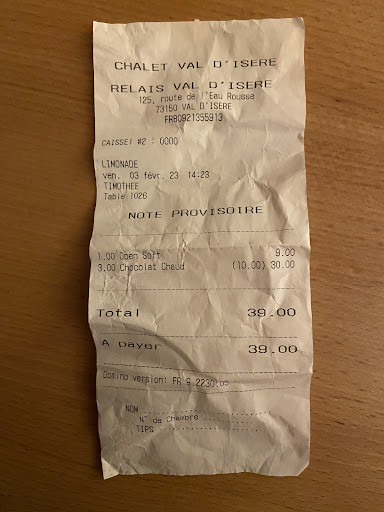 CHALET VAL D'ISERE
RELAIS VAL D'ISERE
125, route de l'Eau Rousse
73150 VAL D'ISERE
FR80921355913
CAISSE1 #2 : 0000
LIMONADE
ven. 03 févr. 23 14:23
TIMOTHEE
Table 1026
NOTE PROVISOIRE
1.00 Open Soft 9.00
3.00 Chocolat Chaud (10.00) 30.00
Total 39.00
A payer 39.00
Domino version: FR 9.2230.00
NOM ....................
N° de Chambre ............
TIPS ....................